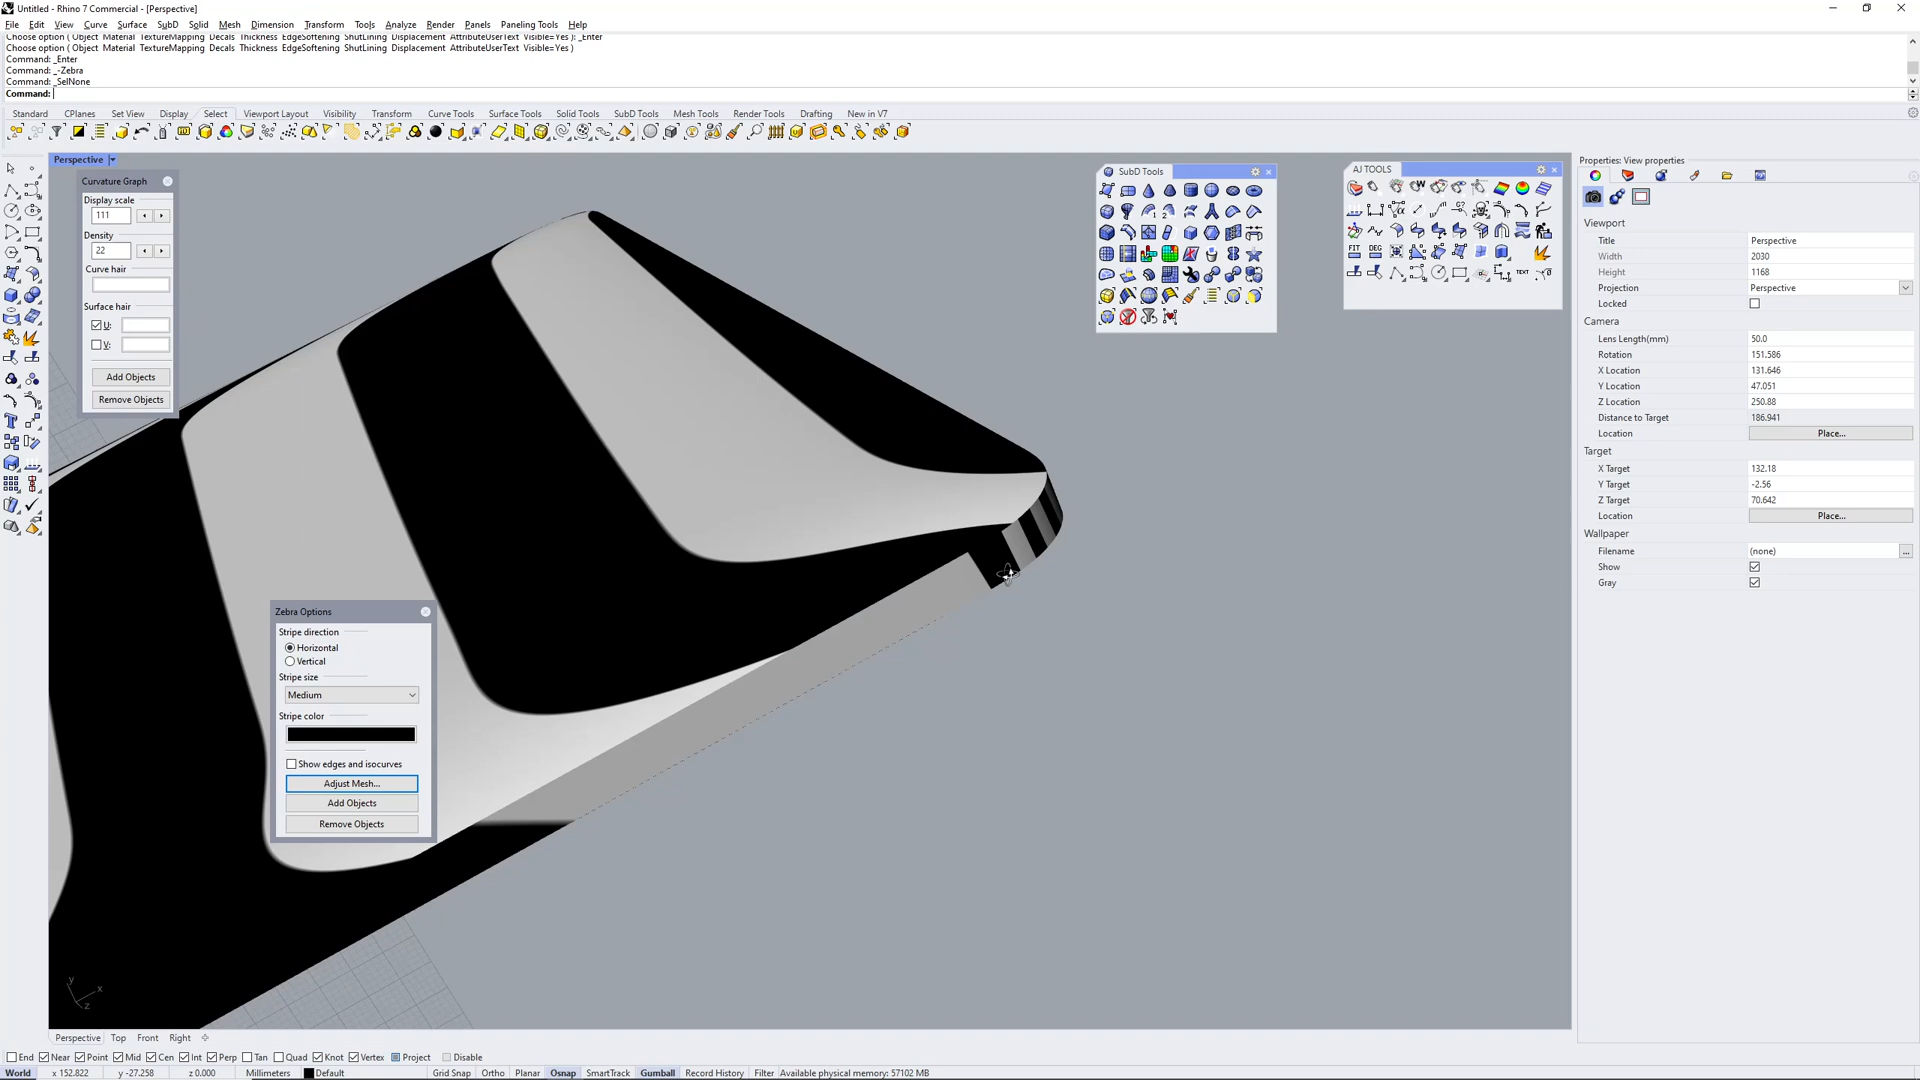 Untitled - Rhino 7 Commercial - [Perspective]
File Edit View Curve Surface SubD Solid Mesh Dimension Transform Tools Analyze Render Panels Paneling Tools Help
Choose option ( Object Material TextureMapping Decals Thickness EdgeSoftening ShutLining Displacement AttributeUserText Visible=Yes ): _Enter
Choose option ( Object Material TextureMapping Decals Thickness EdgeSoftening ShutLining Displacement AttributeUserText Visible=Yes )
Command: _Enter
Command: _-Zebra
Command: _SelNone
Command:
Standard CPlanes Set View Display Select Viewport Layout Visibility Transform Curve Tools Surface Tools Solid Tools SubD Tools Mesh Tools Render Tools Drafting New in V7
Perspective
Curvature Graph
Display scale
111
Density
22
Curve hair
Surface hair
U:
V:
Add Objects
Remove Objects
SubD Tools
AJ TOOLS
FIT DEG
TEXT
Zebra Options
Stripe direction
Horizontal
Vertical
Stripe size
Medium
Stripe color
Show edges and isocurves
Adjust Mesh...
Add Objects
Remove Objects
y
x
z
Properties: View properties
Viewport
Title Perspective
Width 2030
Height 1168
Projection Perspective
Locked
Camera
Lens Length(mm) 50.0
Rotation 151.586
X Location 131.646
Y Location 47.051
Z Location 250.88
Distance to Target 186.941
Location Place...
Target
X Target 132.18
Y Target -2.56
Z Target 70.642
Location Place...
Wallpaper
Filename (none) ...
Show
Gray
Perspective Top Front Right
End Near Point Mid Cen Int Perp Tan Quad Knot Vertex Project Disable
World x 152.822 y -27.258 z 0.000 Millimeters Default Grid Snap Ortho Planar Osnap SmartTrack Gumball Record History Filter Available physical memory: 57102 MB